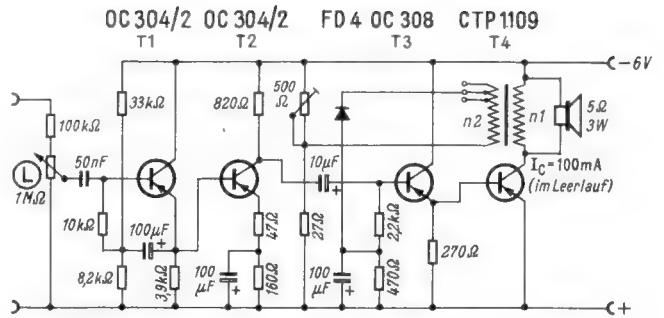 OC 304/2 OC 304/2 FD 4 OC 308 CTP 1109
T1 T2 T3 T4
−6V
33kΩ 820Ω 500 Ω
n2 n1 5Ω 3W
100kΩ
50nF 10µF
I_C=100mA
(im Leerlauf)
L
1MΩ
10kΩ 100µF 47Ω 27Ω 2,2kΩ 270Ω
8,2kΩ 3,9kΩ 100 µF 160Ω 100 µF 470Ω
+